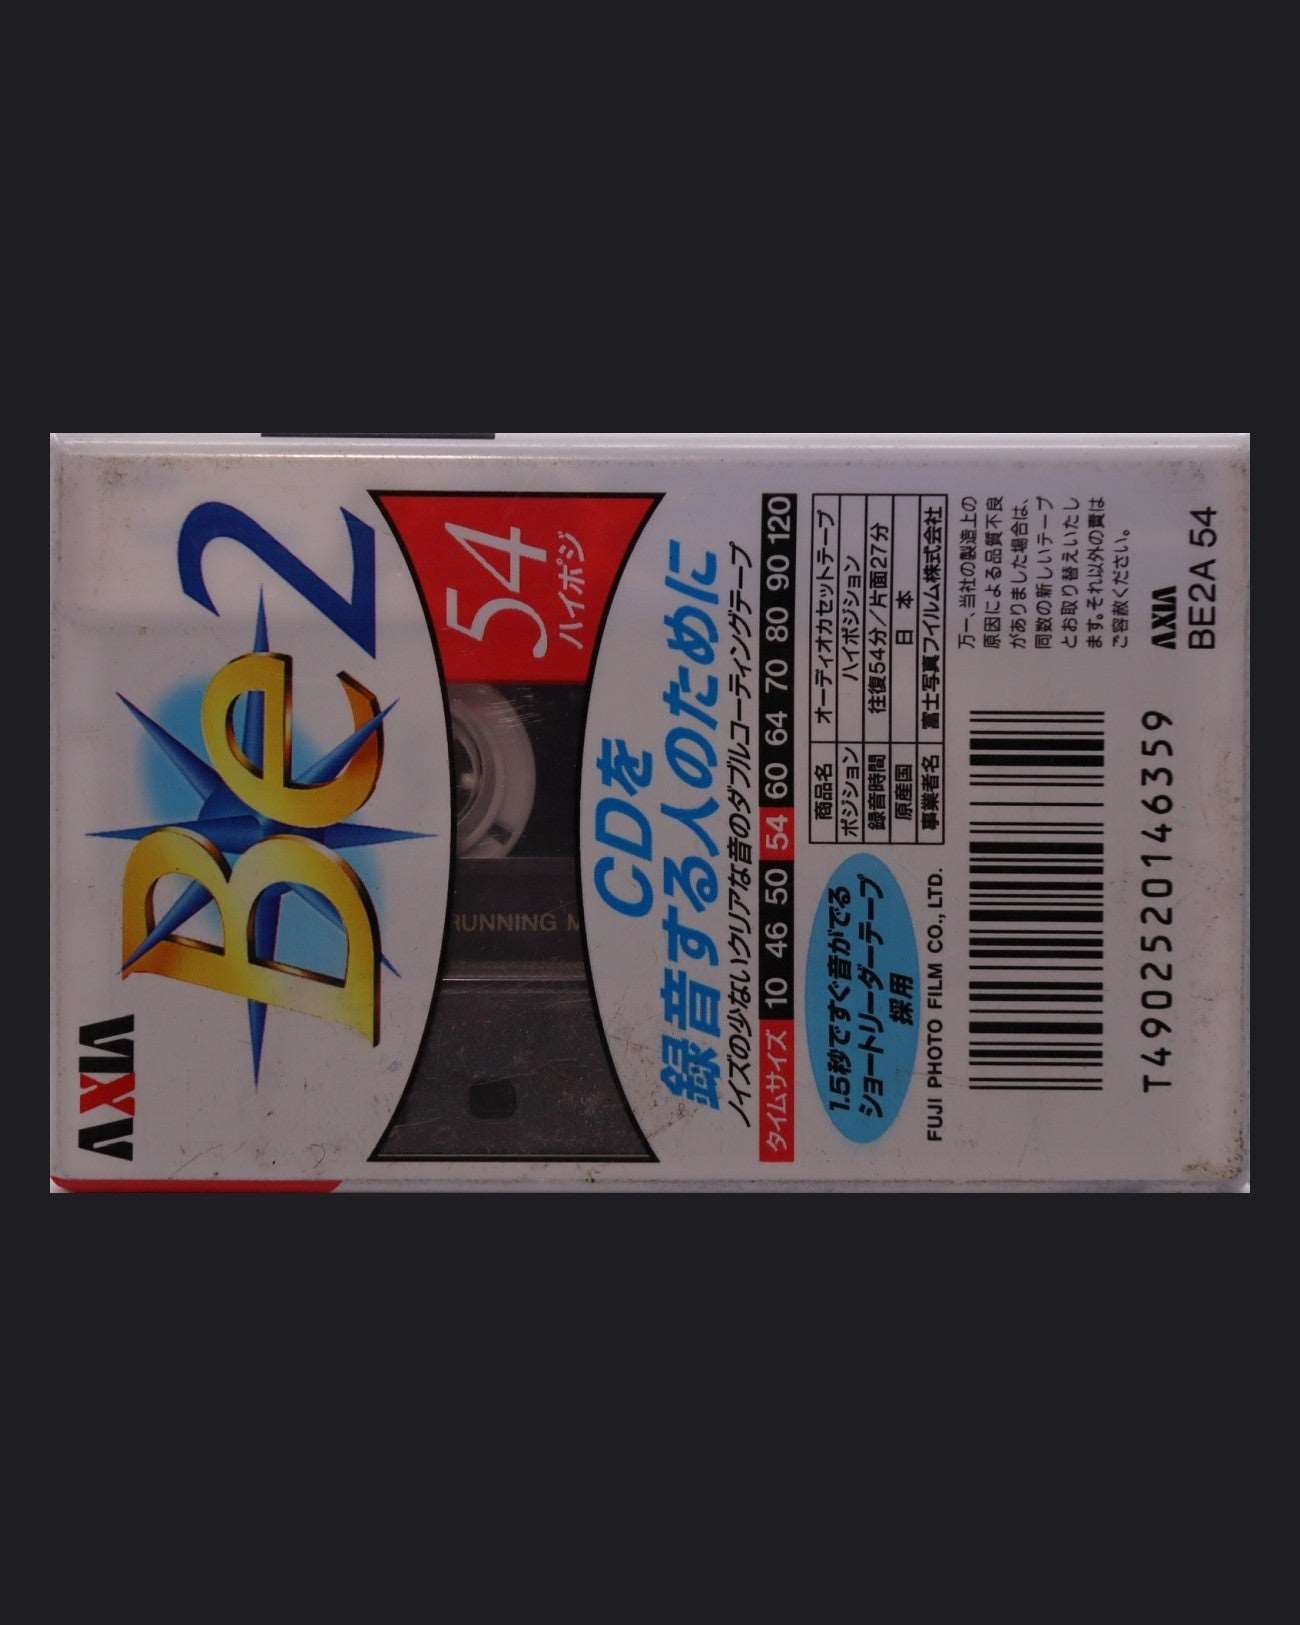 AXIA
Be2
54
ハイポジ
RUNNING M
CDを
録音する人のために
ノイズの少ないクリアな音のダブルコーティングテープ
タイムサイズ 10 46 50 54 60 64 70 80 90 120
1.5秒ですぐ音がでる
ショートリーダーテープ
採用
商品名 オーディオカセットテープ
ポジション ハイポジション
録音時間 往復54分/片面27分
原産国 日本
事業者名 富士写真フイルム株式会社
FUJI PHOTO FILM CO., LTD.
万一、当社の製造上の
原因による品質不良
がありました場合は、
同数の新しいテープ
とお取り替えいたし
ます。それ以外の責は
ご容赦ください。
T4902520146359
AXIA
BE2A 54